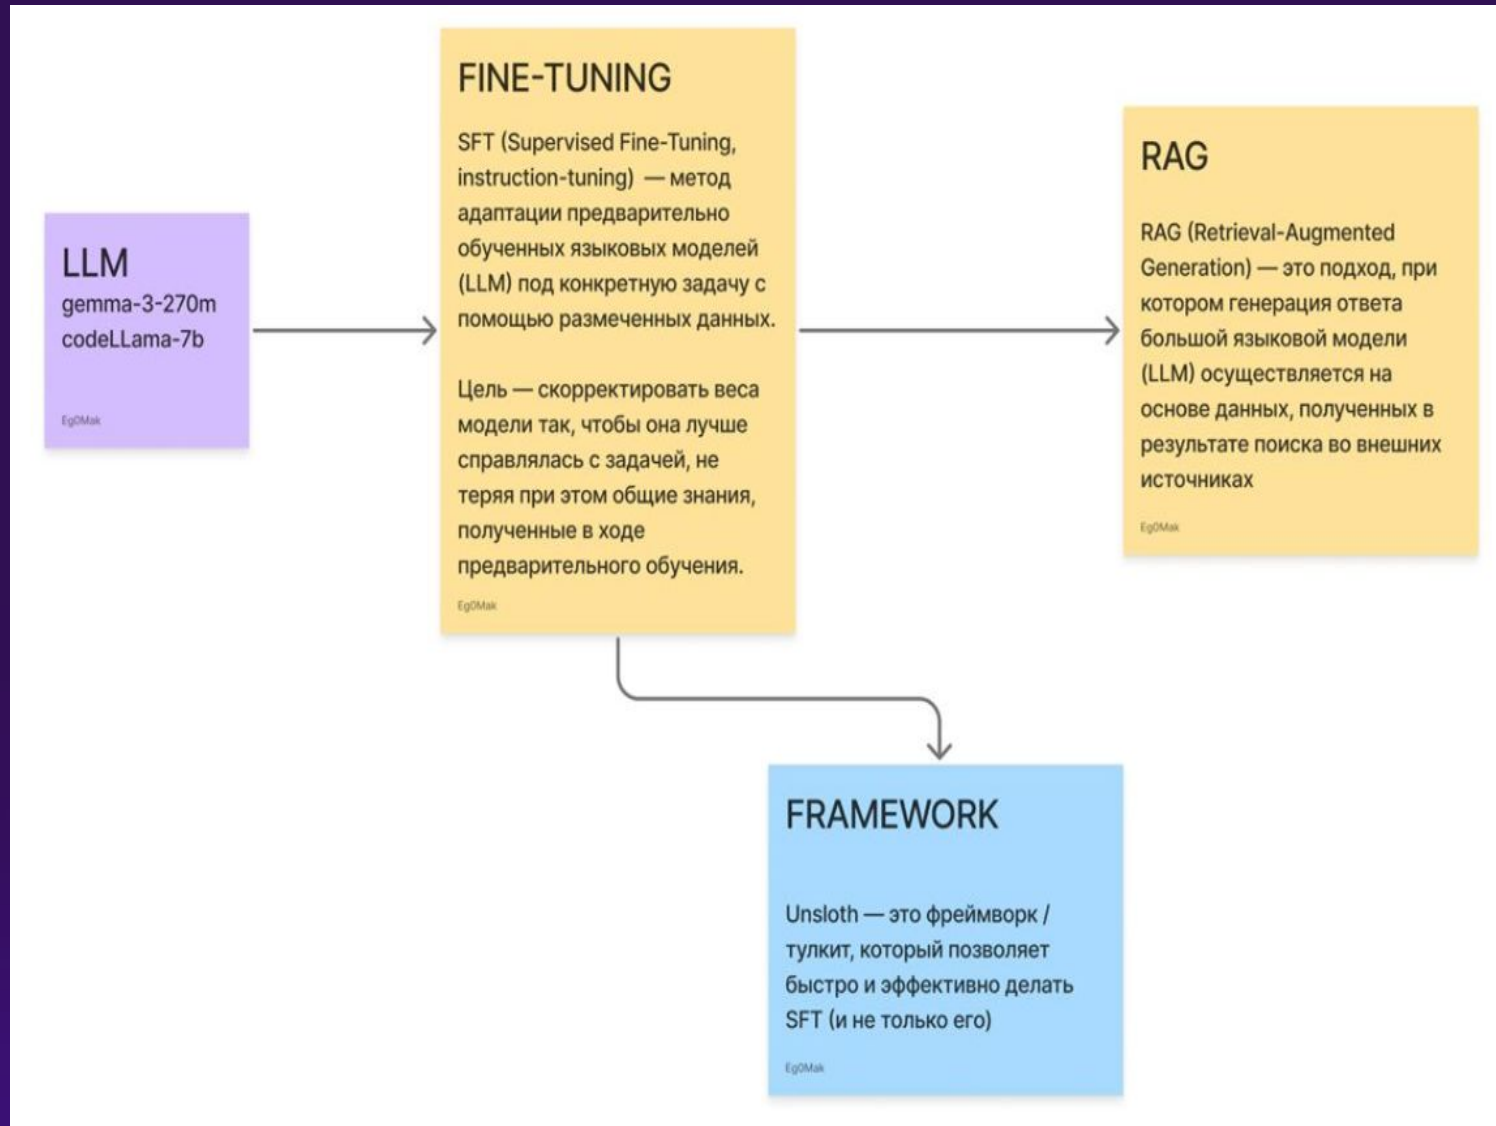 LLM
gemma-3-270m
codeLLama-7b
Eg0Mak
FINE-TUNING
SFT (Supervised Fine-Tuning,
instruction-tuning) — метод
адаптации предварительно
обученных языковых моделей
(LLM) под конкретную задачу с
помощью размеченных данных.
Цель — скорректировать веса
модели так, чтобы она лучше
справлялась с задачей, не
теряя при этом общие знания,
полученные в ходе
предварительного обучения.
Eg0Mak
RAG
RAG (Retrieval-Augmented
Generation) — это подход, при
котором генерация ответа
большой языковой модели
(LLM) осуществляется на
основе данных, полученных в
результате поиска во внешних
источниках
Eg0Mak
FRAMEWORK
Unsloth — это фреймворк /
тулкит, который позволяет
быстро и эффективно делать
SFT (и не только его)
Eg0Mak